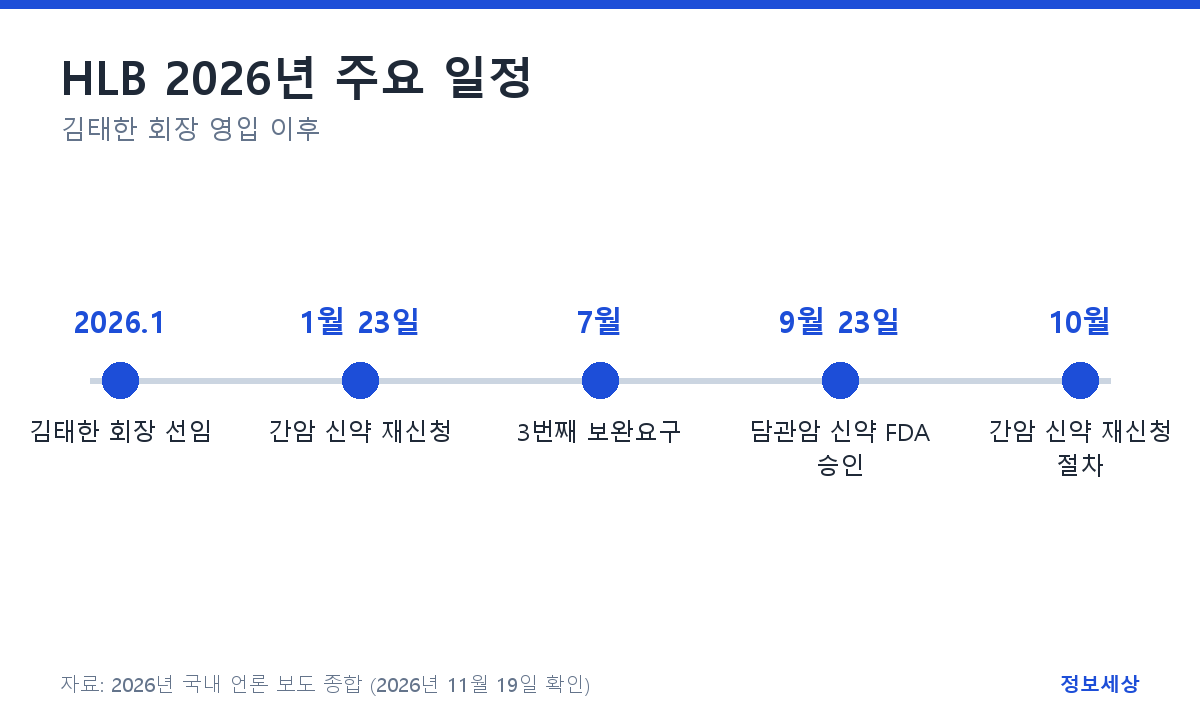 HLB 2026년 주요 일정
김태한 회장 영입 이후
2026.1
1월 23일
7월
9월 23일
10월
김태한 회장 선임
간암 신약 재신청
3번째 보완요구
담관암 신약 FDA
승인
간암 신약 재신청
절차
자료: 2026년 국내 언론 보도 종합 (2026년 11월 19일 확인)
정보세상